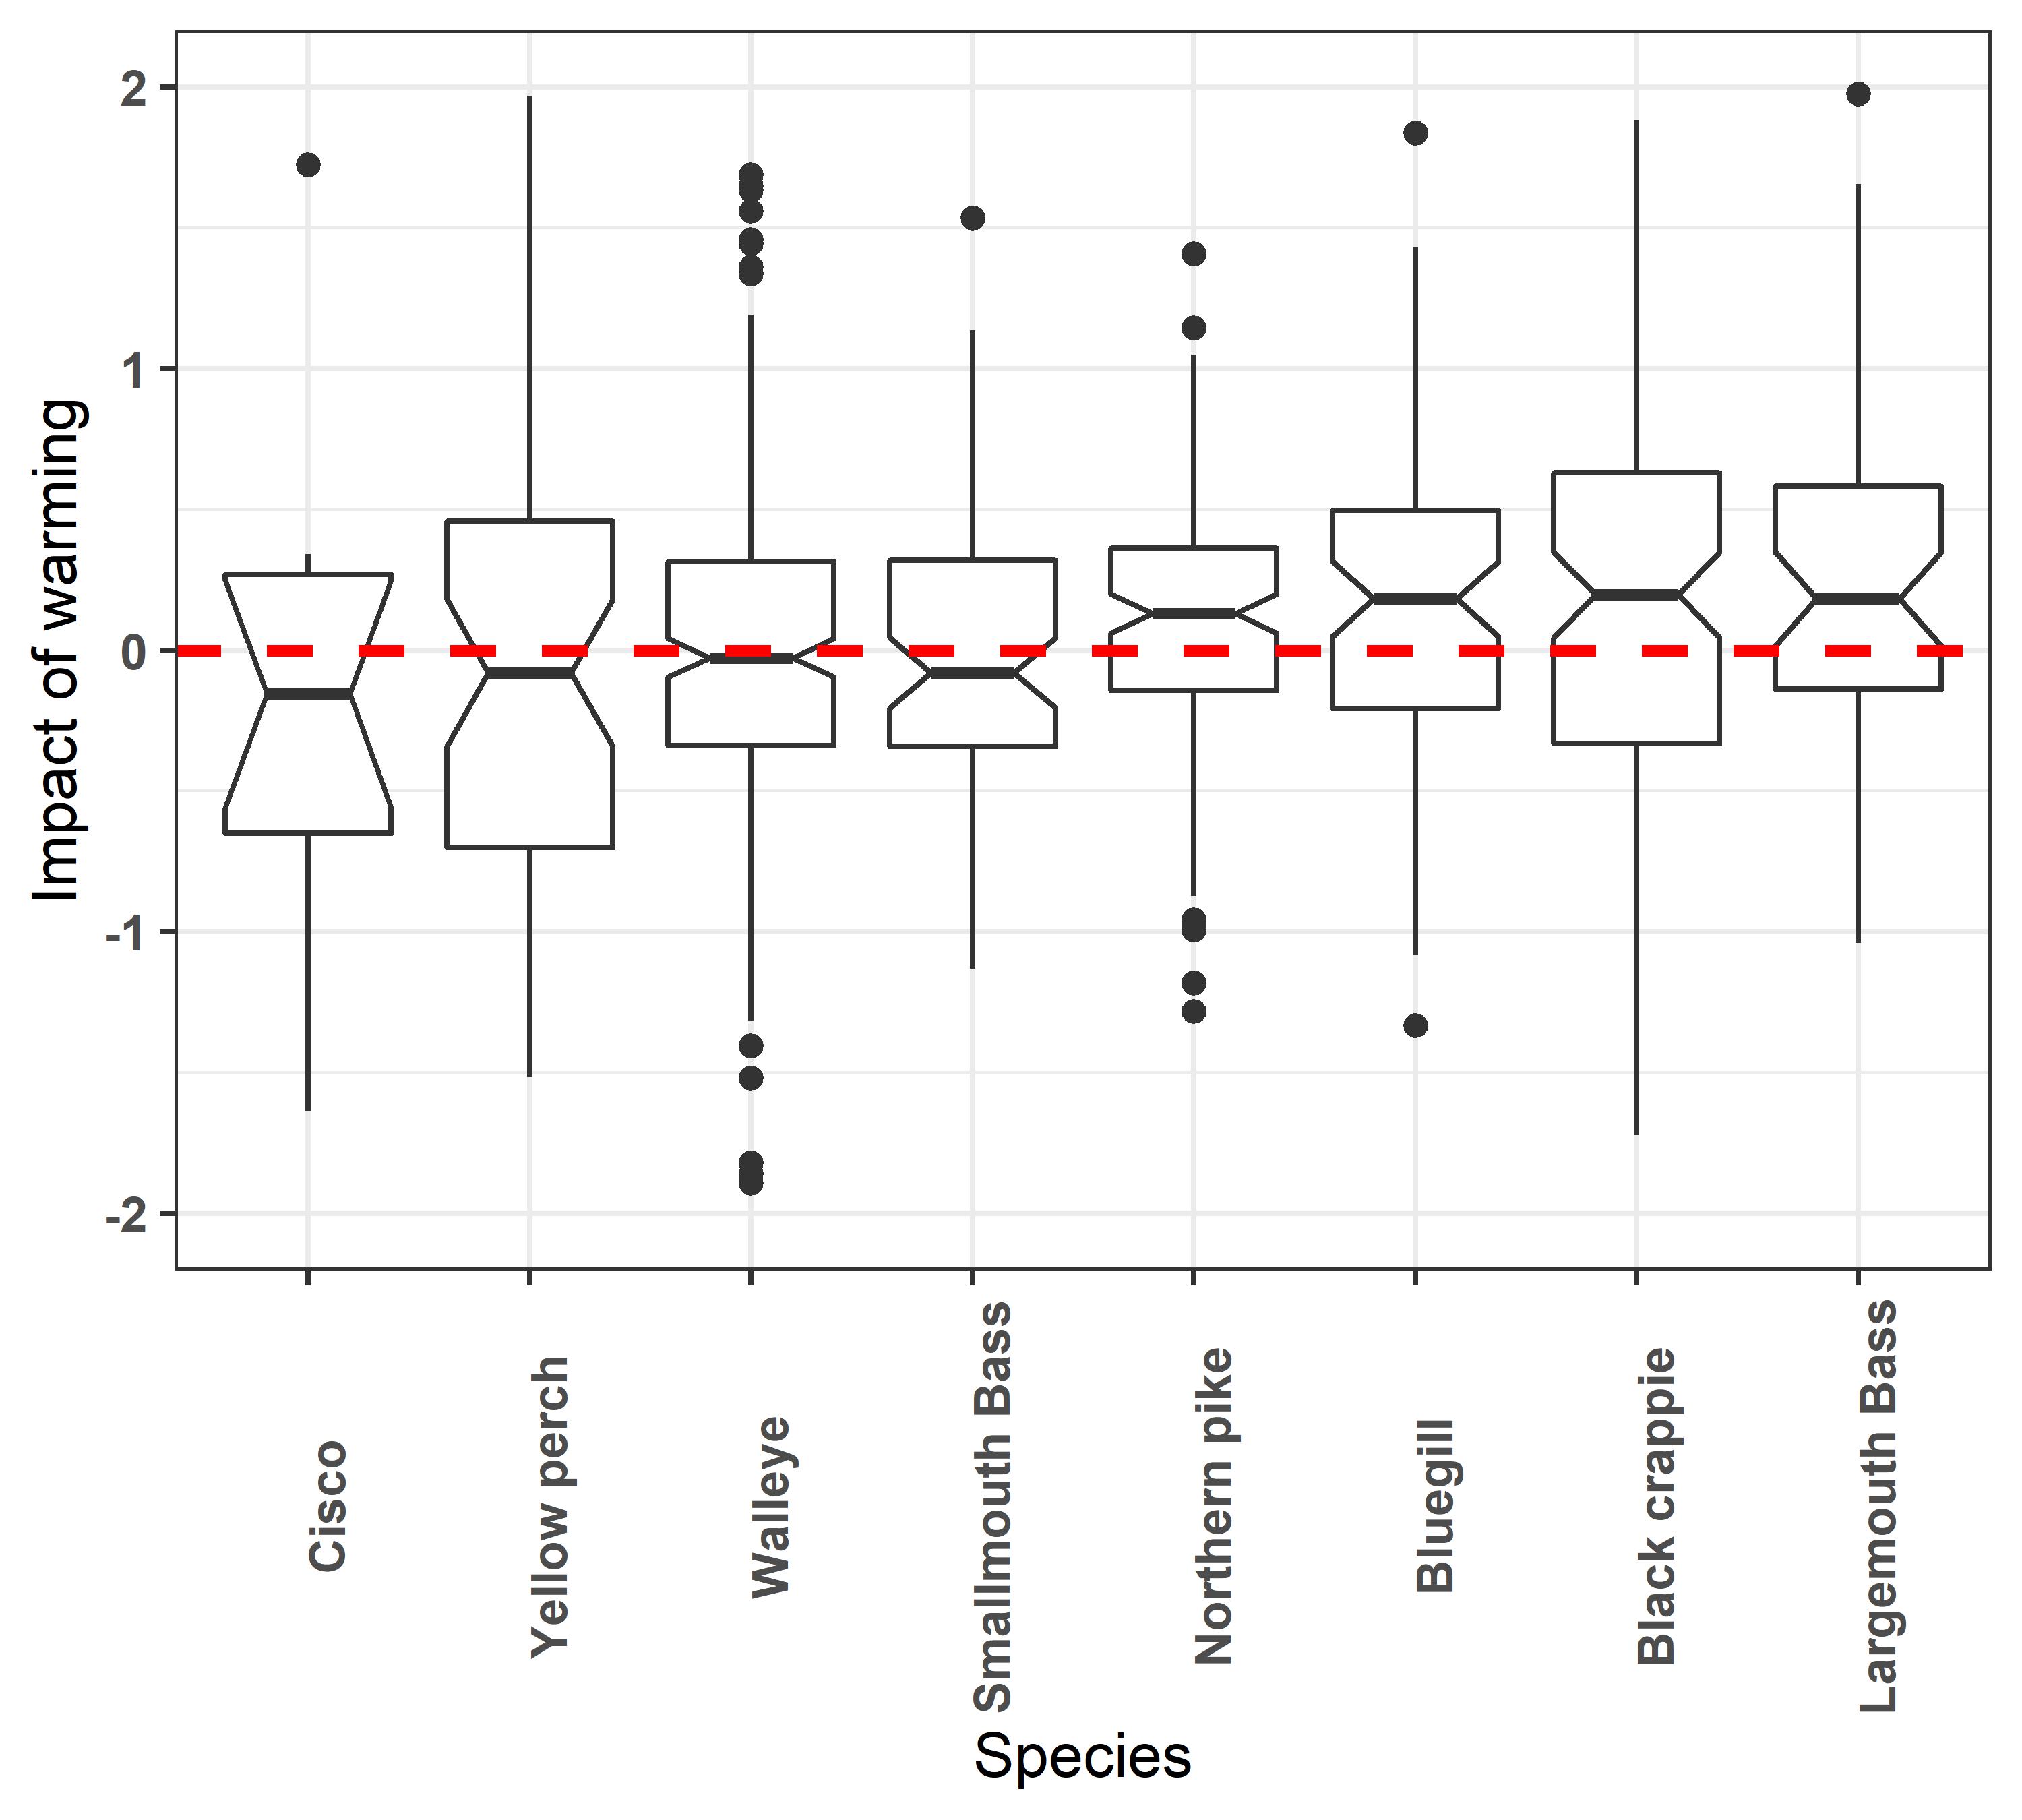 Impact of warming
2
1
0
-1
-2
Cisco
Yellow perch
Walleye
Smallmouth Bass
Northern pike
Bluegill
Black crappie
Largemouth Bass
Species